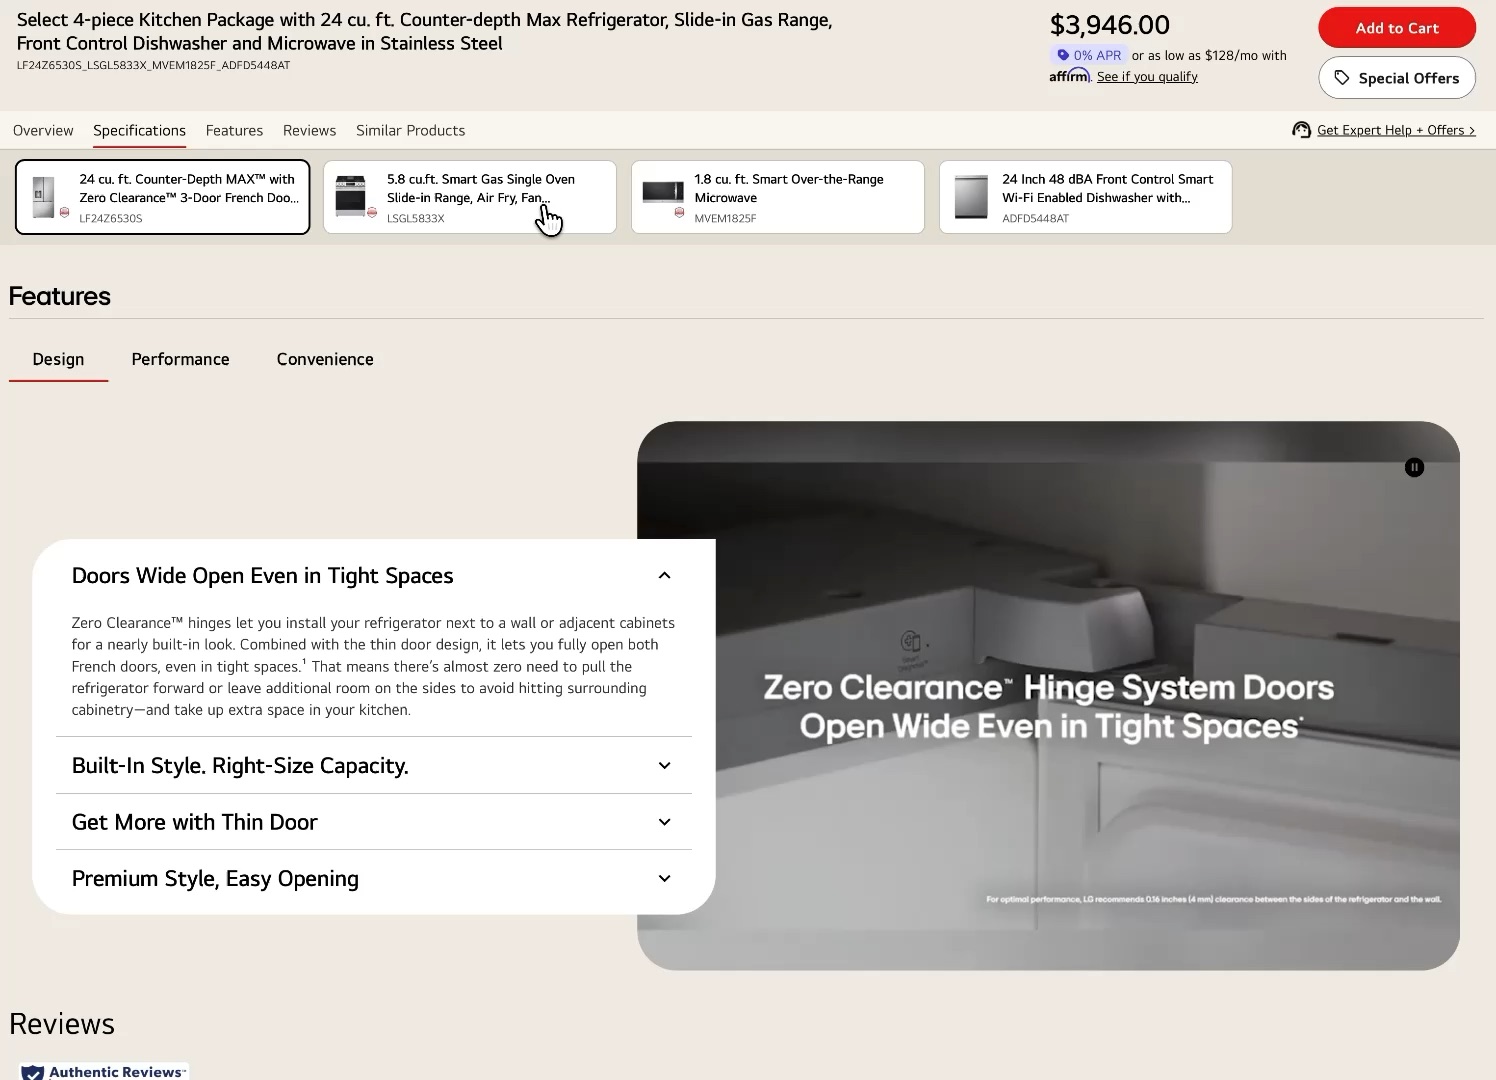 Select 4-piece Kitchen Package with 24 cu. ft. Counter-depth Max Refrigerator, Slide-in Gas Range,
Front Control Dishwasher and Microwave in Stainless Steel
LF24Z6530S_LSGL5833X_MVEM1825F_ADFD5448AT
$3,946.00
0% APR or as low as $128/mo with
affirm. See if you qualify
Add to Cart
Special Offers
Overview Specifications Features Reviews Similar Products
Get Expert Help + Offers >
24 cu. ft. Counter-Depth MAX™ with
Zero Clearance™ 3-Door French Doo...
LF24Z6530S
5.8 cu.ft. Smart Gas Single Oven
Slide-in Range, Air Fry, Fan...
LSGL5833X
1.8 cu. ft. Smart Over-the-Range
Microwave
MVEM1825F
24 Inch 48 dBA Front Control Smart
Wi-Fi Enabled Dishwasher with...
ADFD5448AT
Features
Design Performance Convenience
Doors Wide Open Even in Tight Spaces
Zero Clearance™ hinges let you install your refrigerator next to a wall or adjacent cabinets
for a nearly built-in look. Combined with the thin door design, it lets you fully open both
French doors, even in tight spaces.¹ That means there's almost zero need to pull the
refrigerator forward or leave additional room on the sides to avoid hitting surrounding
cabinetry—and take up extra space in your kitchen.
Built-In Style. Right-Size Capacity.
Get More with Thin Door
Premium Style, Easy Opening
Zero Clearance™ Hinge System Doors
Open Wide Even in Tight Spaces*
For optimal performance, LG recommends 0.16 inches (4 mm) clearance between the sides of the refrigerator and the wall.
Reviews
Authentic Reviews™